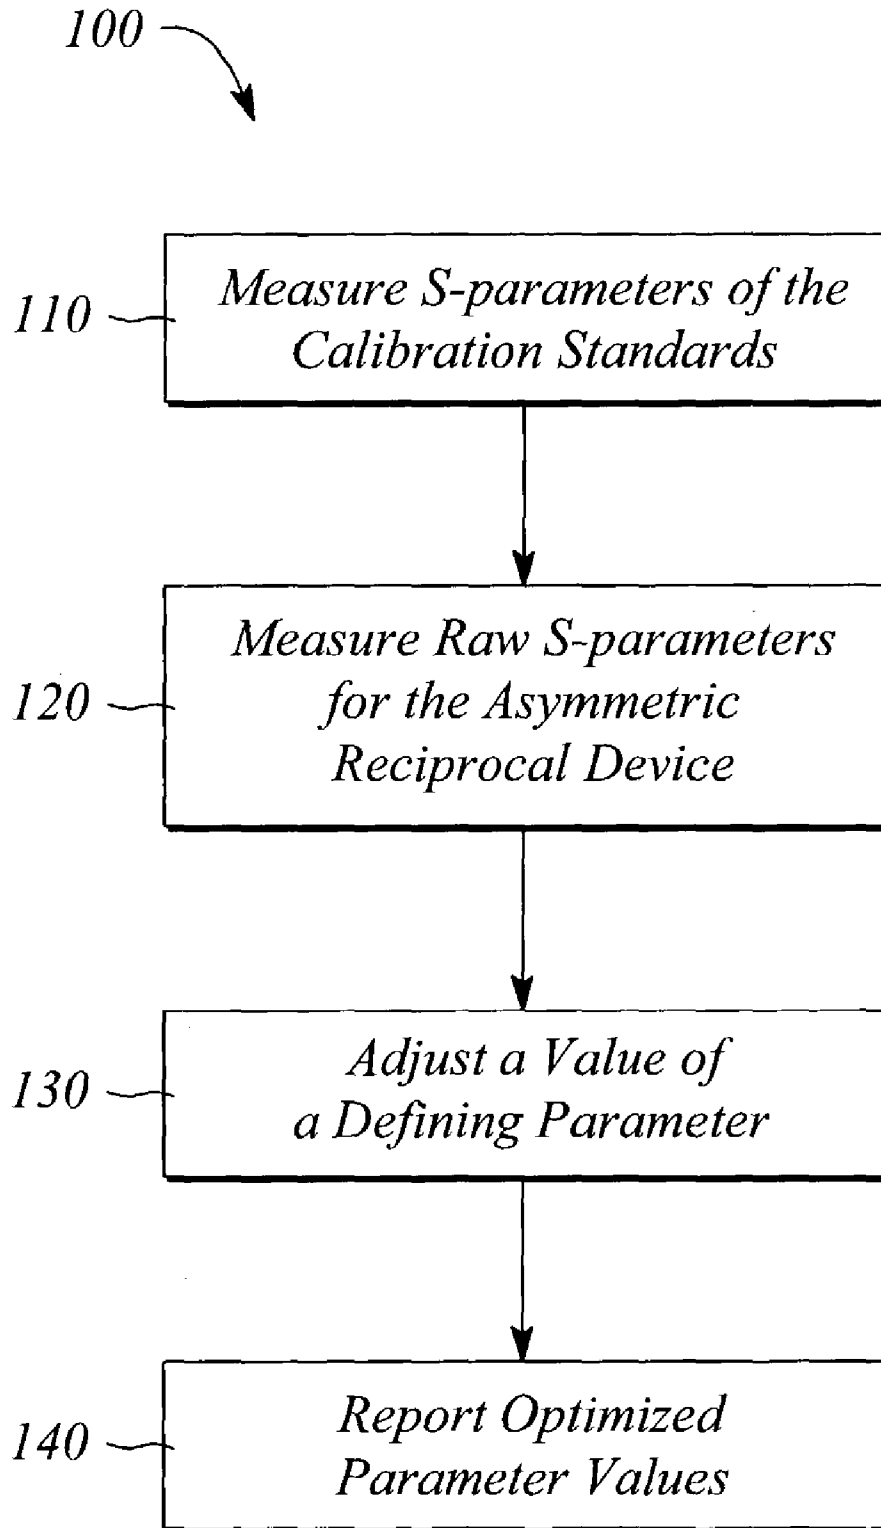 100
110
Measure S-parameters of the
Calibration Standards
120
Measure Raw S-parameters
for the Asymmetric
Reciprocal Device
130
Adjust a Value of
a Defining Parameter
140
Report Optimized
Parameter Values